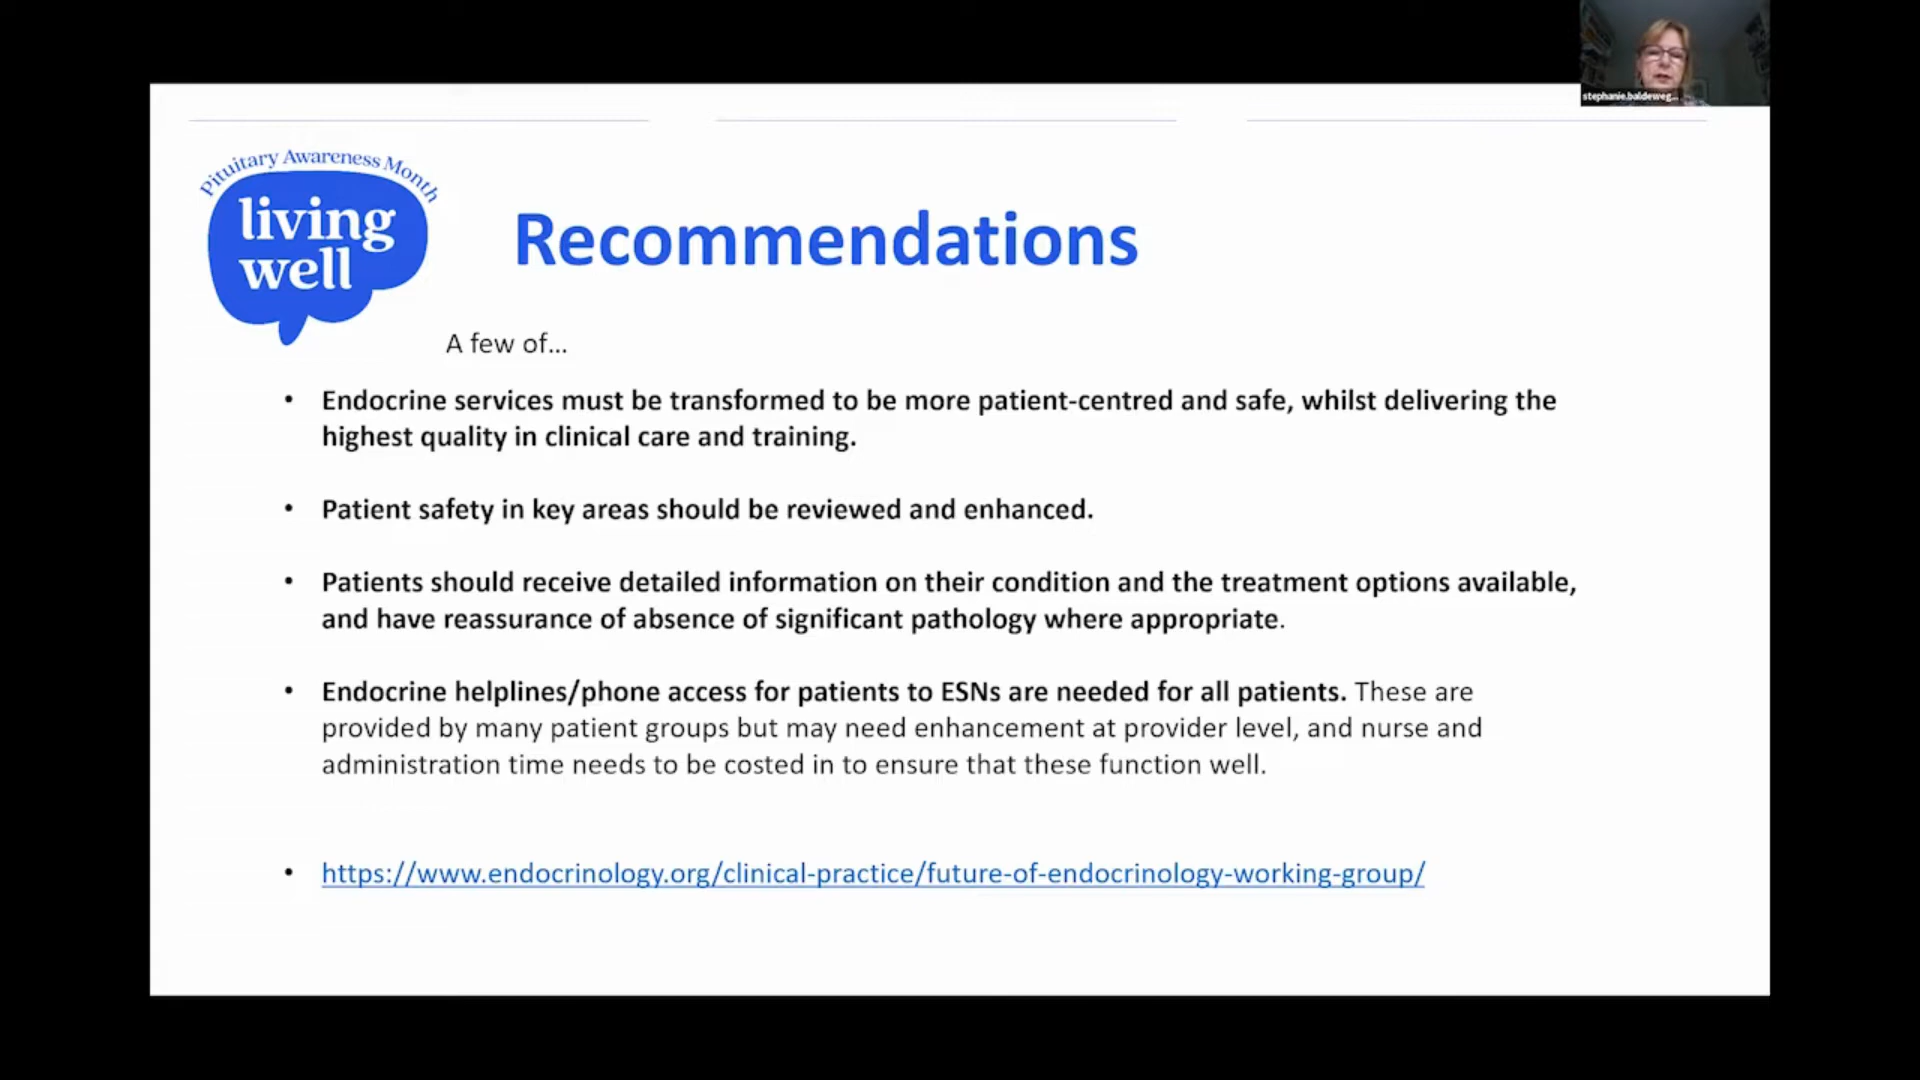 stephanie.baldeweg...
Pituitary Awareness Month
living
well
Recommendations
A few of...
• Endocrine services must be transformed to be more patient-centred and safe, whilst delivering the
highest quality in clinical care and training.
• Patient safety in key areas should be reviewed and enhanced.
• Patients should receive detailed information on their condition and the treatment options available,
and have reassurance of absence of significant pathology where appropriate.
• Endocrine helplines/phone access for patients to ESNs are needed for all patients. These are
provided by many patient groups but may need enhancement at provider level, and nurse and
administration time needs to be costed in to ensure that these function well.
• https://www.endocrinology.org/clinical-practice/future-of-endocrinology-working-group/